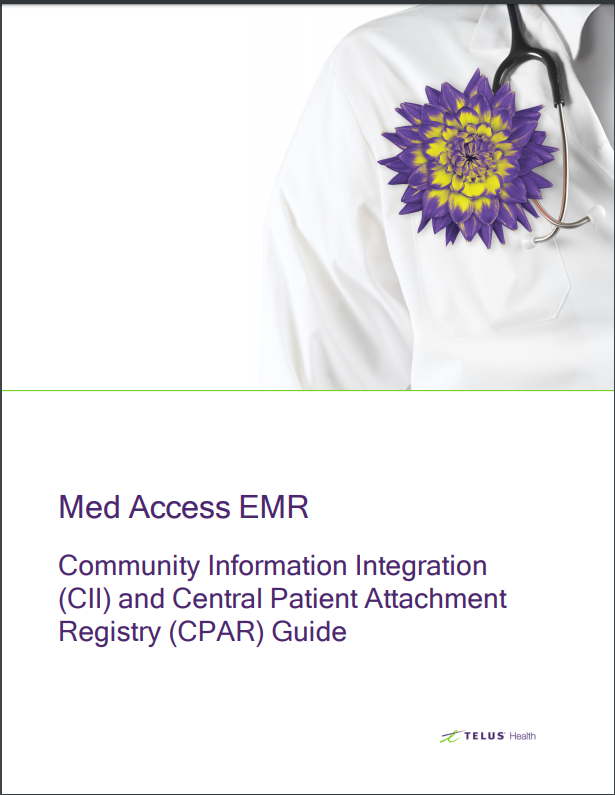 Med Access EMR
Community Information Integration
(CII) and Central Patient Attachment
Registry (CPAR) Guide
TELUS Health